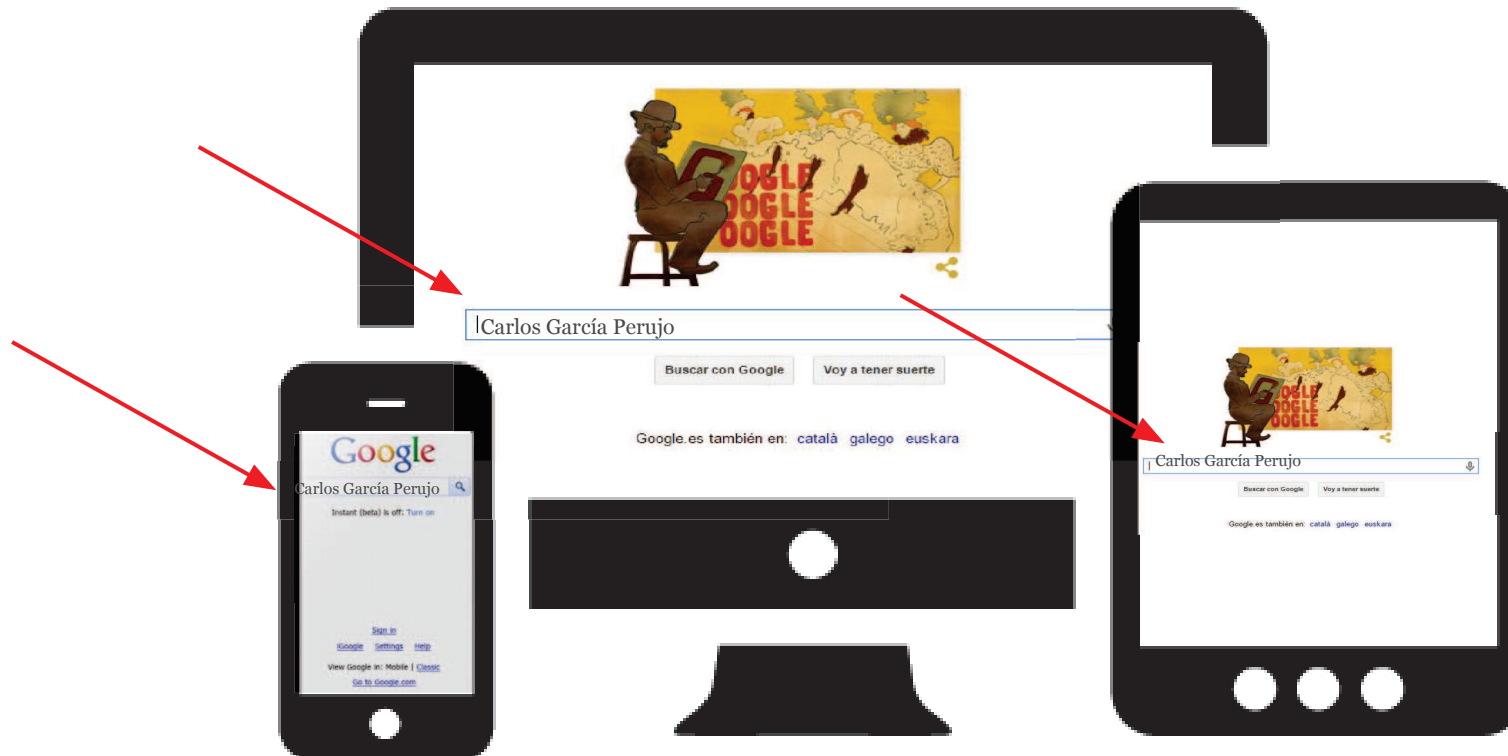 GOOGLE
OOGLE
OOGLE
Carlos García Perujo
Buscar con Google Voy a tener suerte
Google.es también en: català galego euskara
Google
Carlos García Perujo
Instant (beta) is off: Turn on
Sign in
iGoogle Settings Help
View Google in: Mobile | Classic
Go to Google.com
GOOGLE
OOGLE
OOGLE
Carlos García Perujo
Buscar con Google Voy a tener suerte
Google.es también en: català galego euskara